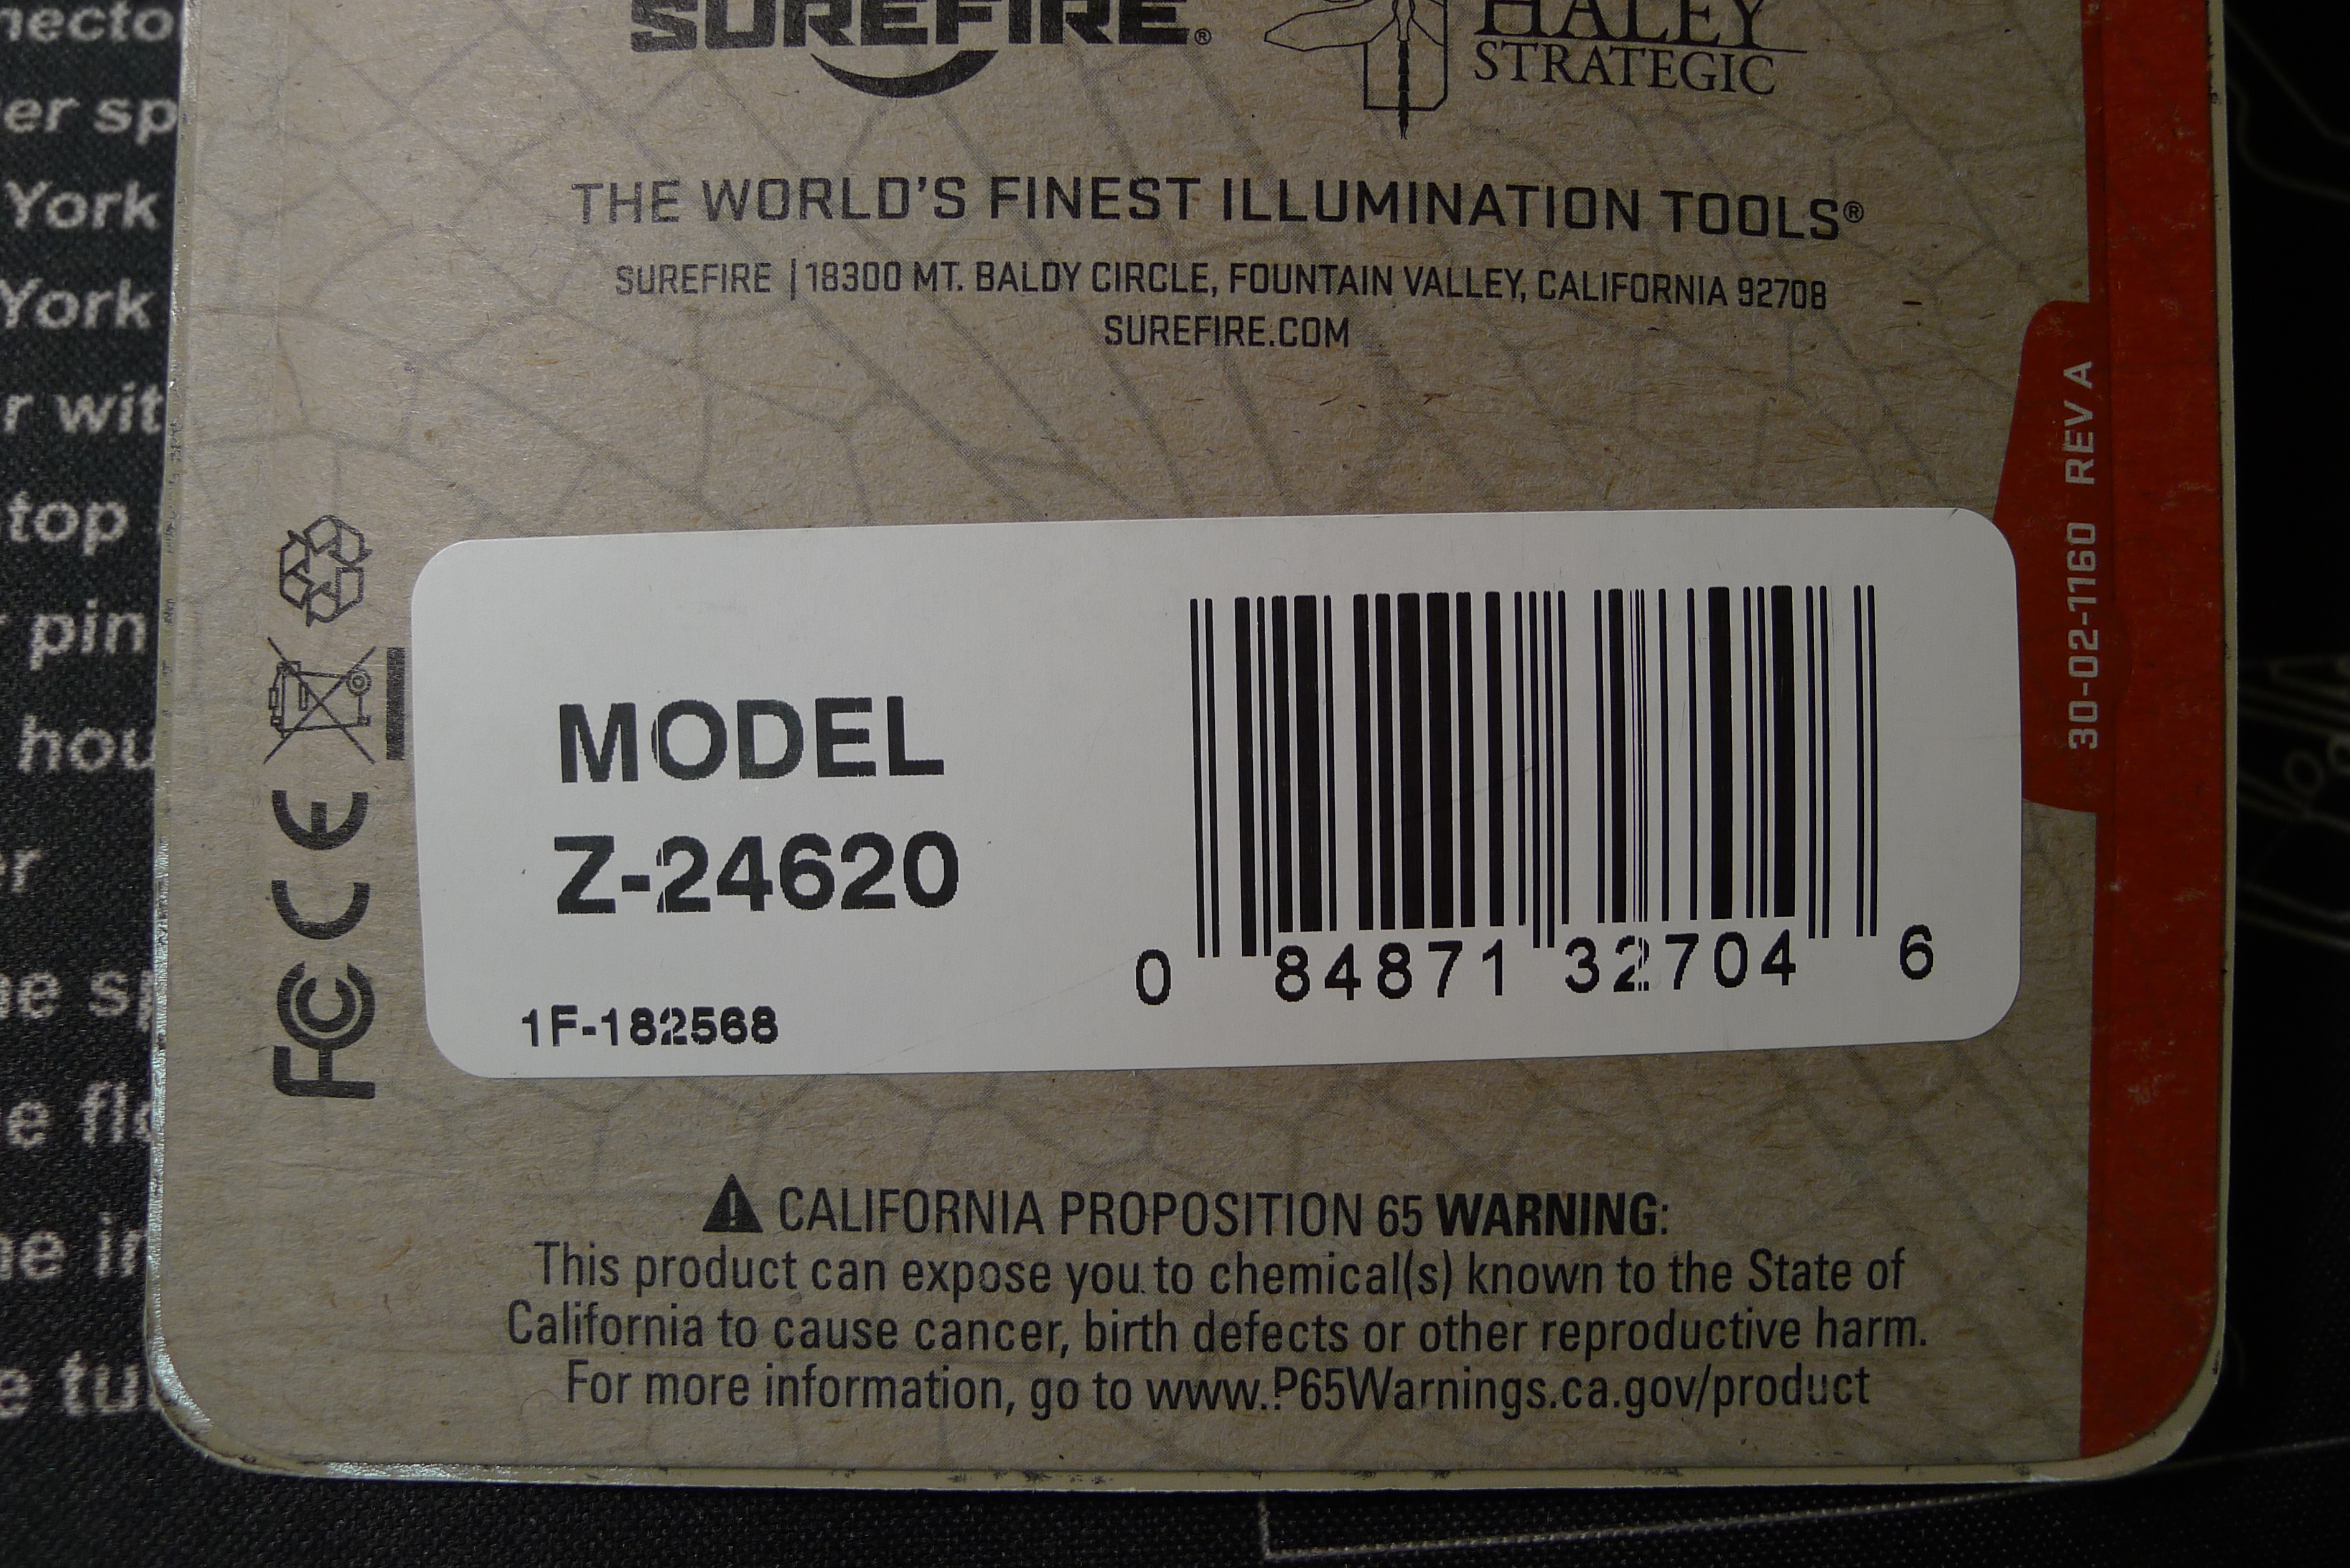 SUREFIRE®
HALEY
STRATEGIC
THE WORLD'S FINEST ILLUMINATION TOOLS®
SUREFIRE | 18300 MT. BALDY CIRCLE, FOUNTAIN VALLEY, CALIFORNIA 92708
SUREFIRE.COM
30-02-1160 REV A
MODEL
Z-24620
1F-182568
0 84871 32704 6
FC CE
⚠ CALIFORNIA PROPOSITION 65 WARNING:
This product can expose you to chemical(s) known to the State of
California to cause cancer, birth defects or other reproductive harm.
For more information, go to www.P65Warnings.ca.gov/product
York
York
top
pin